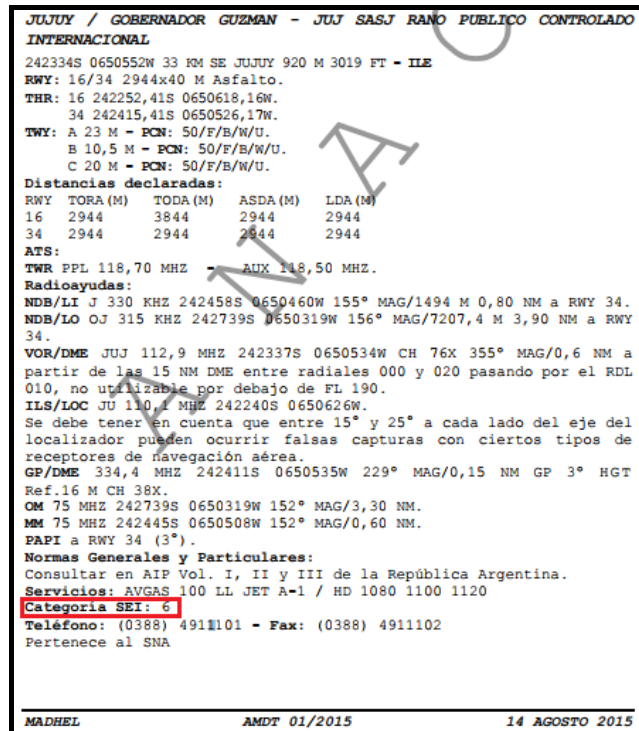 JUJUY / GOBERNADOR GUZMAN - JUJ SASJ RANO PUBLICO CONTROLADO
INTERNACIONAL
242334S 0650552W 33 KM SE JUJUY 920 M 3019 FT - ILE
RWY: 16/34 2944x40 M Asfalto.
THR: 16 242252,41S 0650618,16W.
34 242415,41S 0650526,17W.
TWY: A 23 M - PCN: 50/F/B/W/U.
B 10,5 M - PCN: 50/F/B/W/U.
C 20 M - PCN: 50/F/B/W/U.
Distancias declaradas:
RWY TORA(M) TODA(M) ASDA(M) LDA(M)
16 2944 3844 2944 2944
34 2944 2944 2944 2944
ATS:
TWR PPL 118,70 MHZ - AUX 118,50 MHZ.
Radioayudas:
NDB/LI J 330 KHZ 242458S 0650460W 155° MAG/1494 M 0,80 NM a RWY 34.
NDB/LO OJ 315 KHZ 242739S 0650319W 156° MAG/7207,4 M 3,90 NM a RWY
34.
VOR/DME JUJ 112,9 MHZ 242337S 0650534W CH 76X 355° MAG/0,6 NM a
partir de las 15 NM DME entre radiales 000 y 020 pasando por el RDL
010, no utilizable por debajo de FL 190.
ILS/LOC JU 110,1 MHZ 242240S 0650626W.
Se debe tener en cuenta que entre 15° y 25° a cada lado del eje del
localizador pueden ocurrir falsas capturas con ciertos tipos de
receptores de navegación aérea.
GP/DME 334,4 MHZ 242411S 0650535W 229° MAG/0,15 NM GP 3° HGT
Ref.16 M CH 38X.
OM 75 MHZ 242739S 0650319W 152° MAG/3,30 NM.
MM 75 MHZ 242445S 0650508W 152° MAG/0,60 NM.
PAPI a RWY 34 (3°).
Normas Generales y Particulares:
Consultar en AIP Vol. I, II y III de la República Argentina.
Servicios: AVGAS 100 LL JET A-1 / HD 1080 1100 1120
Categoría SEI: 6
Teléfono: (0388) 4911101 - Fax: (0388) 4911102
Pertenece al SNA
MADHEL AMDT 01/2015 14 AGOSTO 2015
A N A C